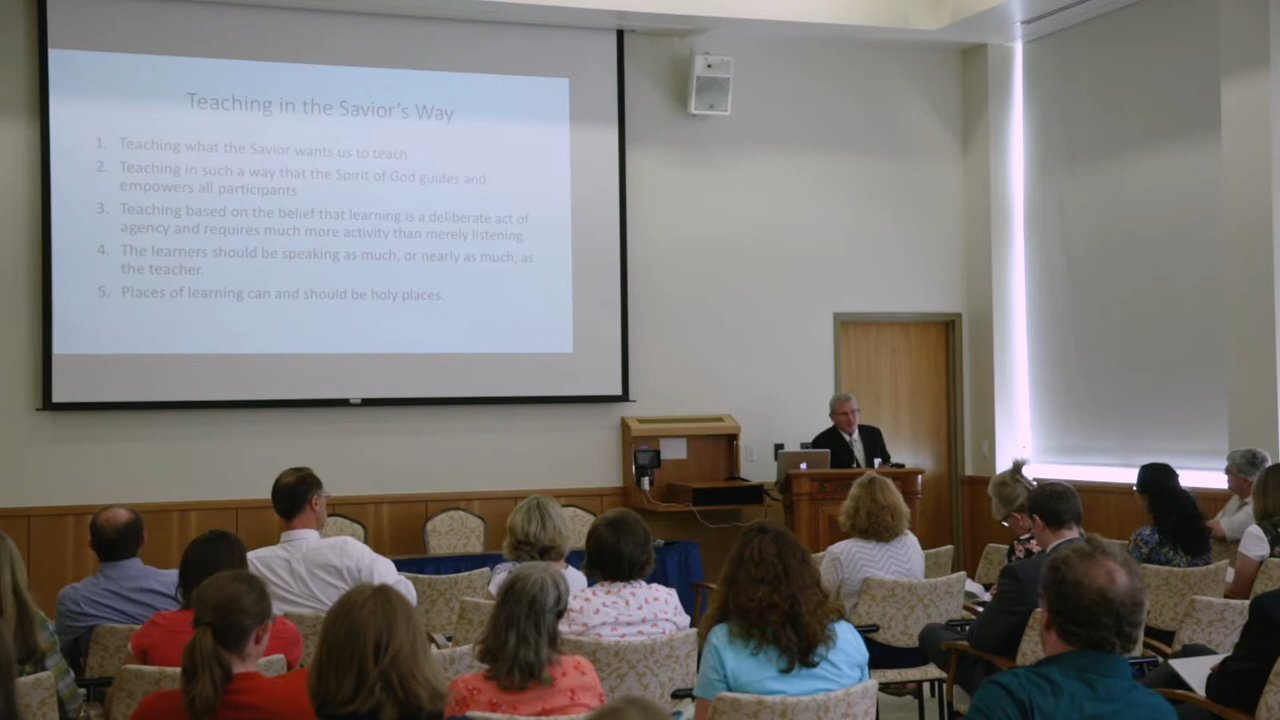 Teaching in the Savior's Way
1. Teaching what the Savior wants us to teach
2. Teaching in such a way that the Spirit of God guides and
empowers all participants
3. Teaching based on the belief that learning is a deliberate act of
agency and requires much more activity than merely listening.
4. The learners should be speaking as much, or nearly as much, as
the teacher.
5. Places of learning can and should be holy places.